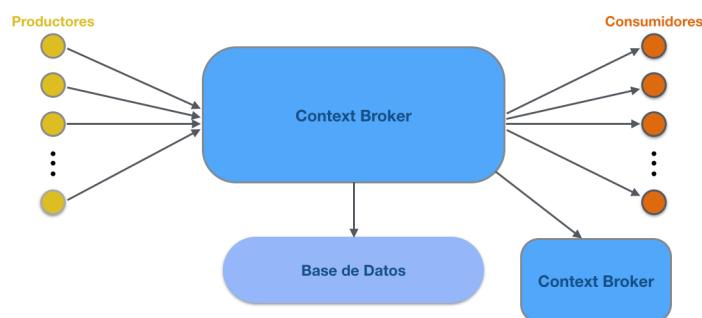 Productores
Consumidores
Context Broker
Base de Datos
Context Broker